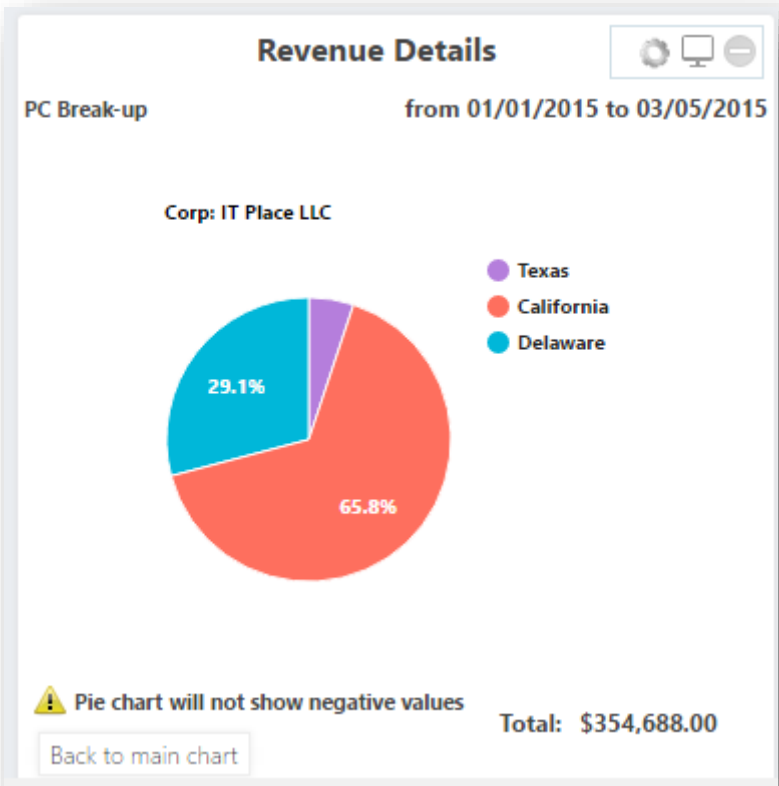 Revenue Details
PC Break-up
from 01/01/2015 to 03/05/2015
Corp: IT Place LLC
Texas
California
Delaware
29.1%
65.8%
Pie chart will not show negative values
Total: $354,688.00
Back to main chart